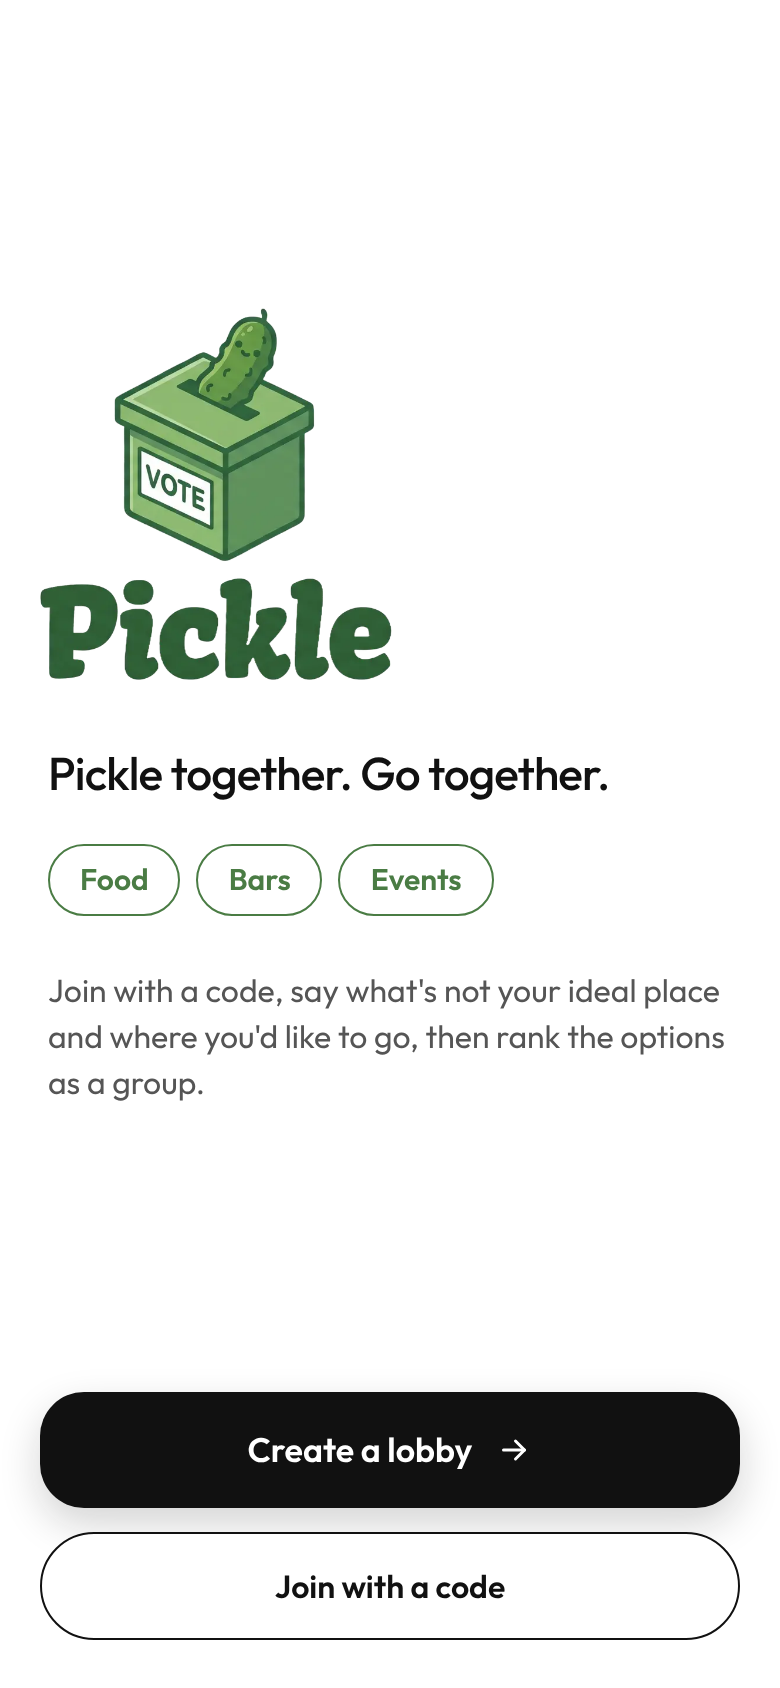 VOTE
Pickle
Pickle together. Go together.
Food Bars Events
Join with a code, say what's not your ideal place
and where you'd like to go, then rank the options
as a group.
Create a lobby →
Join with a code